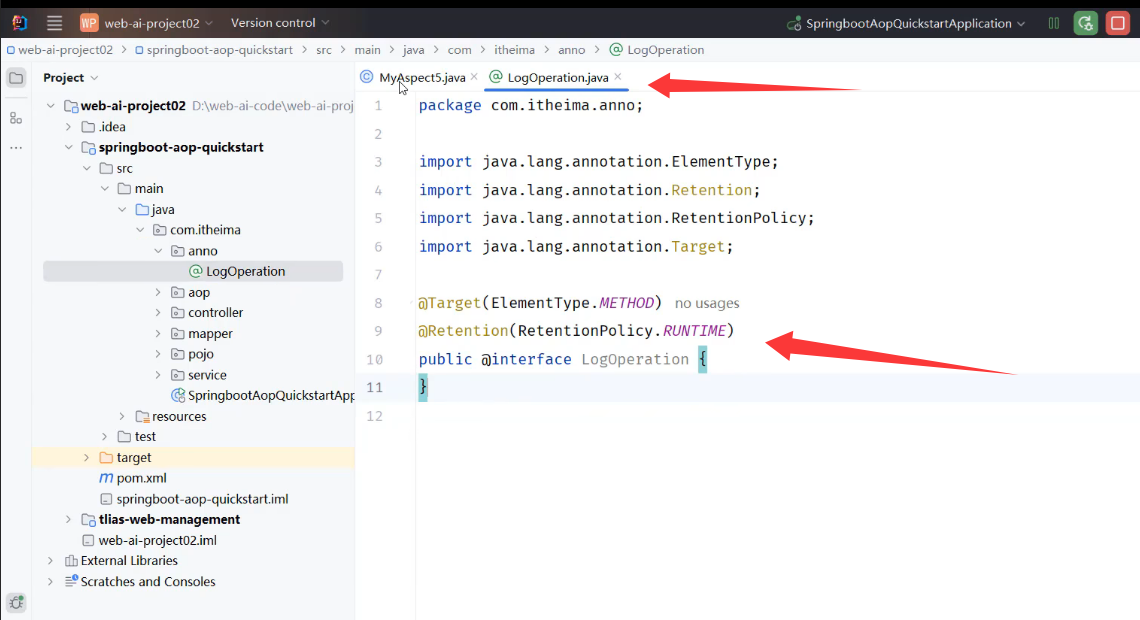 WP web-ai-project02 Version control SpringbootAopQuickstartApplication
web-ai-project02 springboot-aop-quickstart src main java com itheima anno LogOperation
Project
web-ai-project02 D:\web-ai-code\web-ai-proj
.idea
springboot-aop-quickstart
src
main
java
com.itheima
anno
LogOperation
aop
controller
mapper
pojo
service
SpringbootAopQuickstartApp
resources
test
target
pom.xml
springboot-aop-quickstart.iml
tlias-web-management
web-ai-project02.iml
External Libraries
Scratches and Consoles
MyAspect5.java LogOperation.java
1 package com.itheima.anno;
2
3 import java.lang.annotation.ElementType;
4 import java.lang.annotation.Retention;
5 import java.lang.annotation.RetentionPolicy;
6 import java.lang.annotation.Target;
7
8 @Target(ElementType.METHOD) no usages
9 @Retention(RetentionPolicy.RUNTIME)
10 public @interface LogOperation {
11 }
12